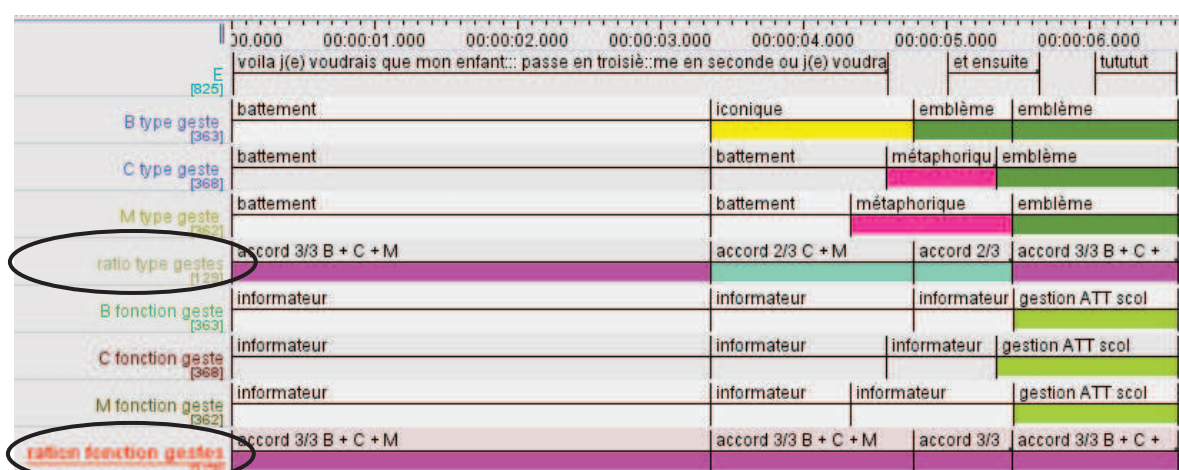 00.000 00:00:01.000 00:00:02.000 00:00:03.000 00:00:04.000 00:00:05.000 00:00:06.000
voila j(e) voudrais que mon enfant::: passe en troisiè::me en seconde ou j(e) voudra et ensuite tututut
E
[825]
battement iconique emblème emblème
B type geste
[363]
battement battement métaphoriqu emblème
C type geste
[368]
battement battement métaphorique emblème
M type geste
[362]
accord 3/3 B + C + M accord 2/3 C + M accord 2/3 accord 3/3 B + C +
ratio type gestes
[129]
informateur informateur informateur gestion ATT scol
B fonction geste
[363]
informateur informateur informateur gestion ATT scol
C fonction geste
[368]
informateur informateur informateur gestion ATT scol
M fonction geste
[362]
accord 3/3 B + C + M accord 3/3 B + C + M accord 3/3 accord 3/3 B + C +
fonction gestes